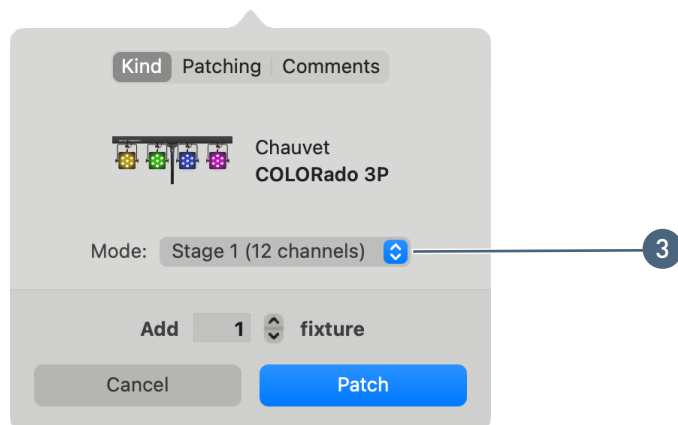 Kind Patching Comments
Chauvet
COLORado 3P
Mode: Stage 1 (12 channels)
3
Add 1 fixture
Cancel Patch